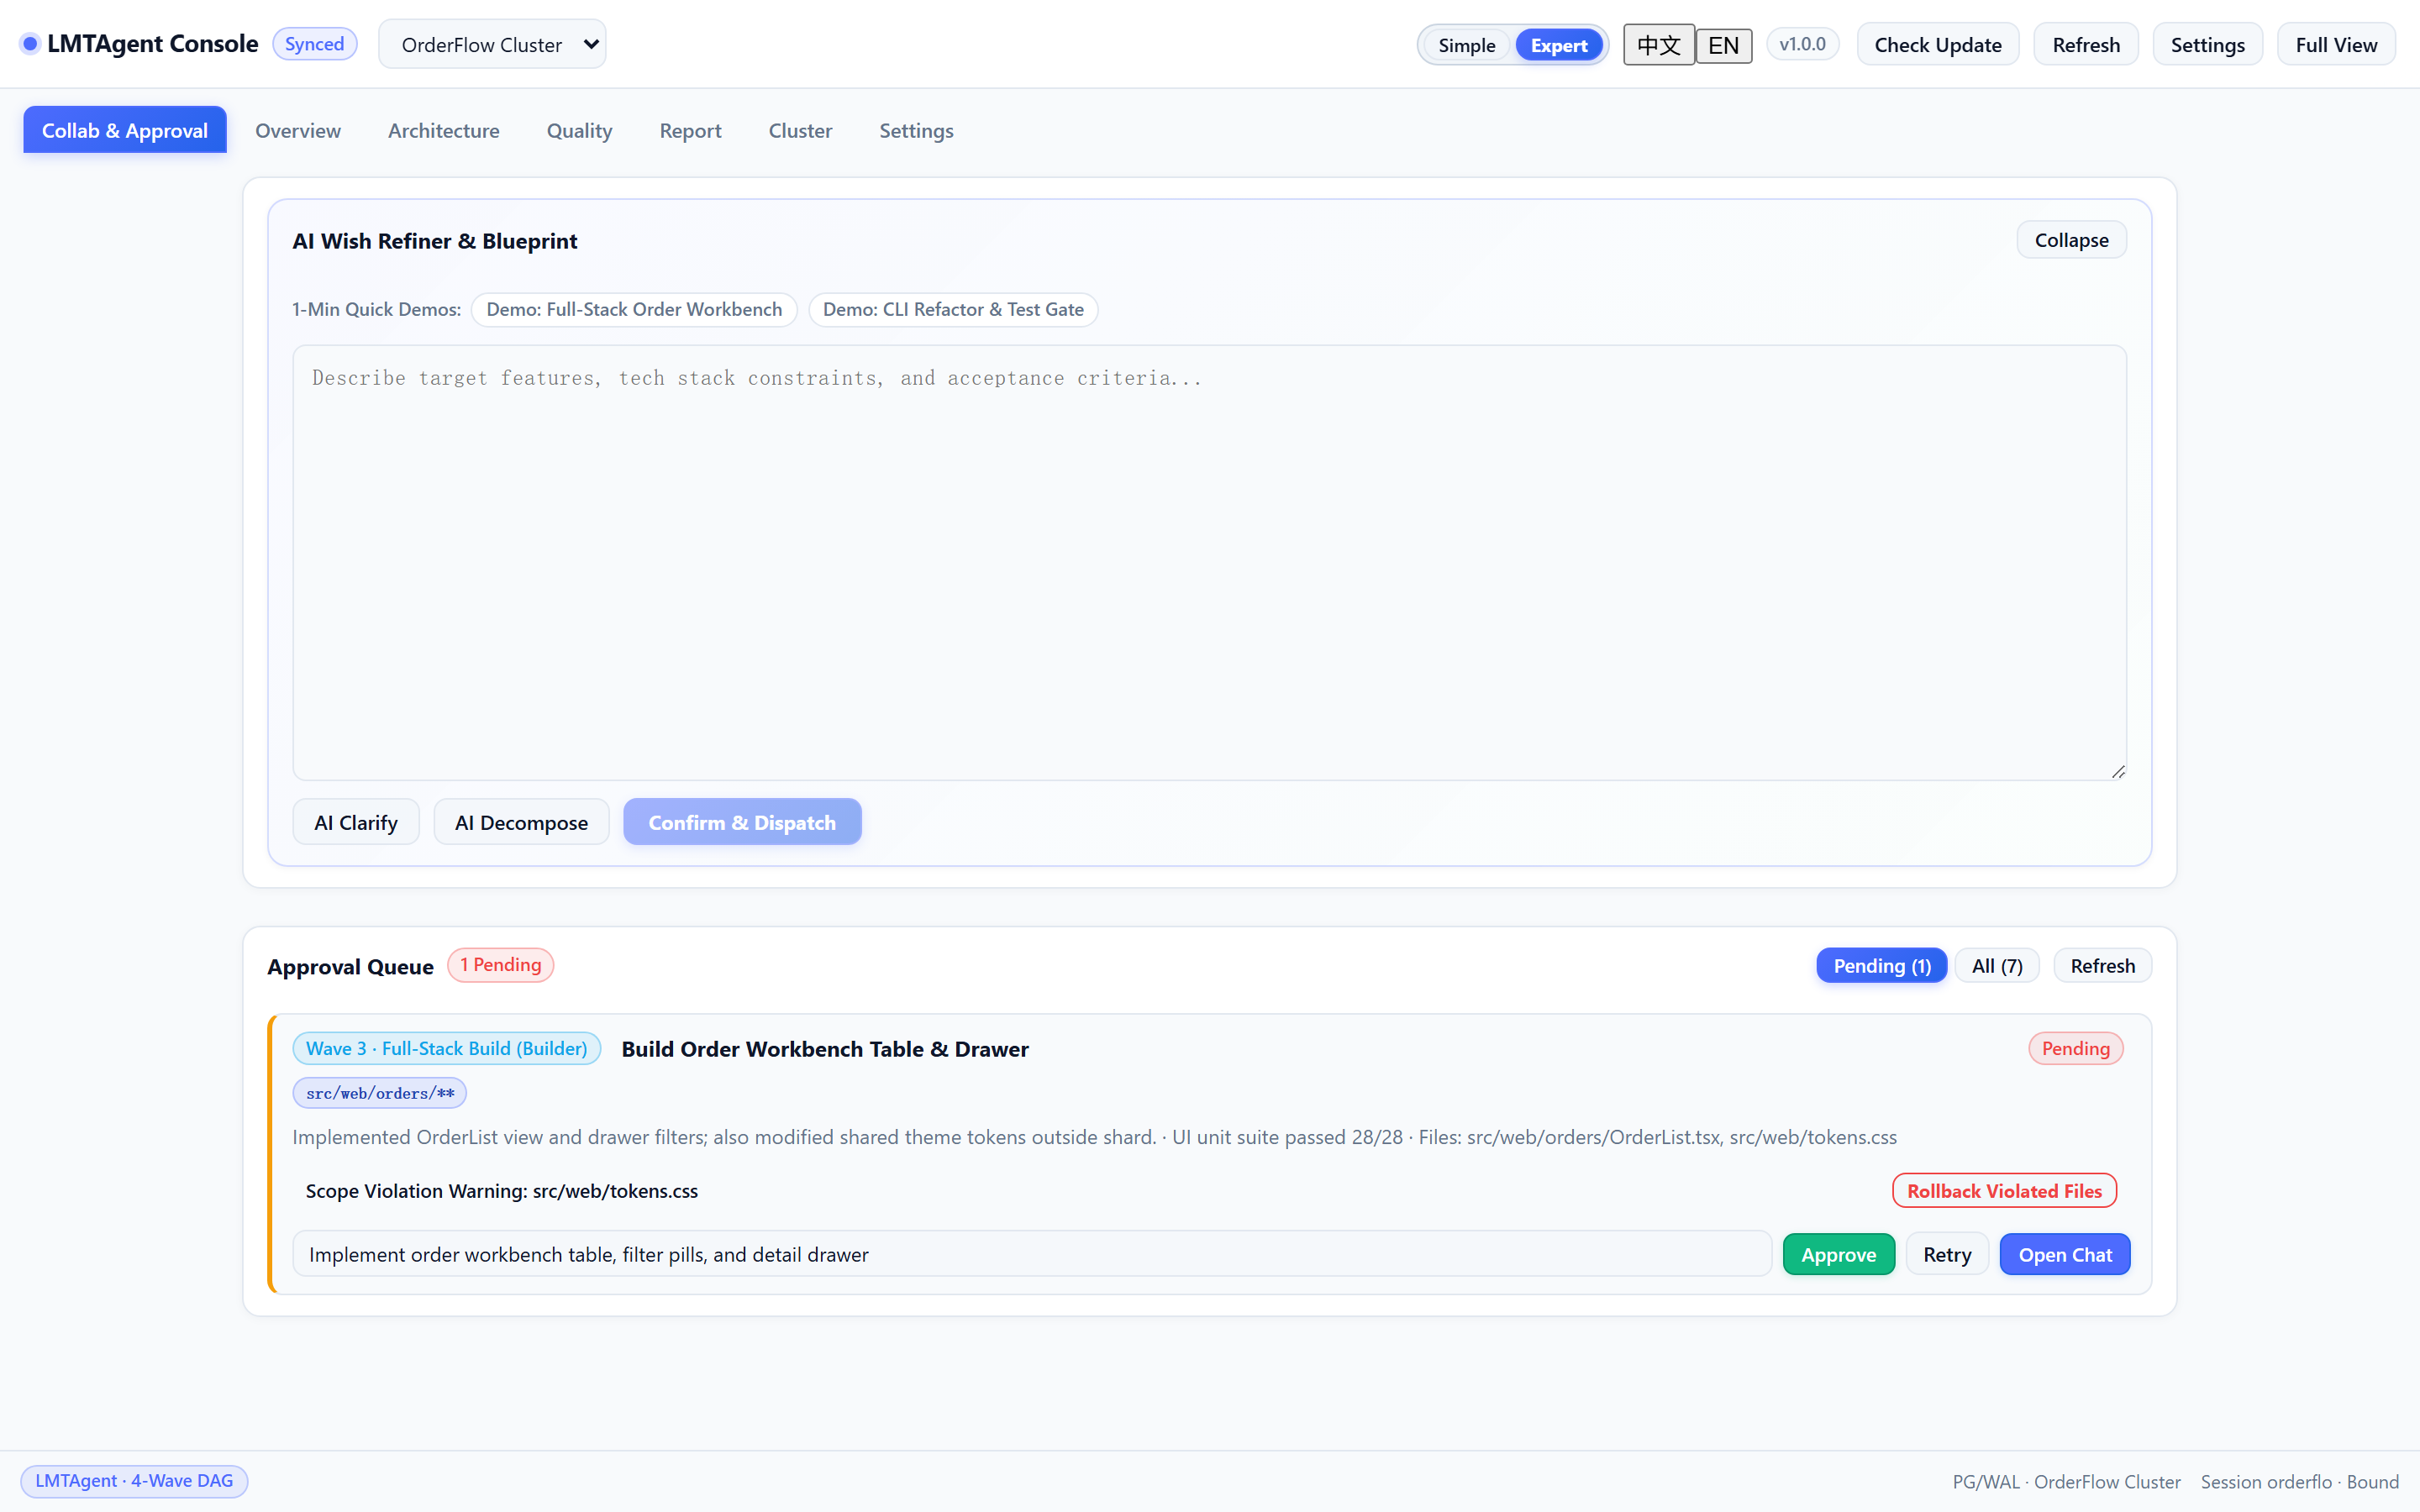 LMTAgent Console Synced OrderFlow Cluster Simple Expert 中文 EN v1.0.0 Check Update Refresh Settings Full View
Collab & Approval Overview Architecture Quality Report Cluster Settings
AI Wish Refiner & Blueprint Collapse
1-Min Quick Demos: Demo: Full-Stack Order Workbench Demo: CLI Refactor & Test Gate
Describe target features, tech stack constraints, and acceptance criteria...
AI Clarify AI Decompose Confirm & Dispatch
Approval Queue 1 Pending Pending (1) All (7) Refresh
Wave 3 · Full-Stack Build (Builder) Build Order Workbench Table & Drawer Pending
src/web/orders/**
Implemented OrderList view and drawer filters; also modified shared theme tokens outside shard. · UI unit suite passed 28/28 · Files: src/web/orders/OrderList.tsx, src/web/tokens.css
Scope Violation Warning: src/web/tokens.css Rollback Violated Files
Implement order workbench table, filter pills, and detail drawer Approve Retry Open Chat
LMTAgent · 4-Wave DAG PG/WAL · OrderFlow Cluster Session orderflo · Bound